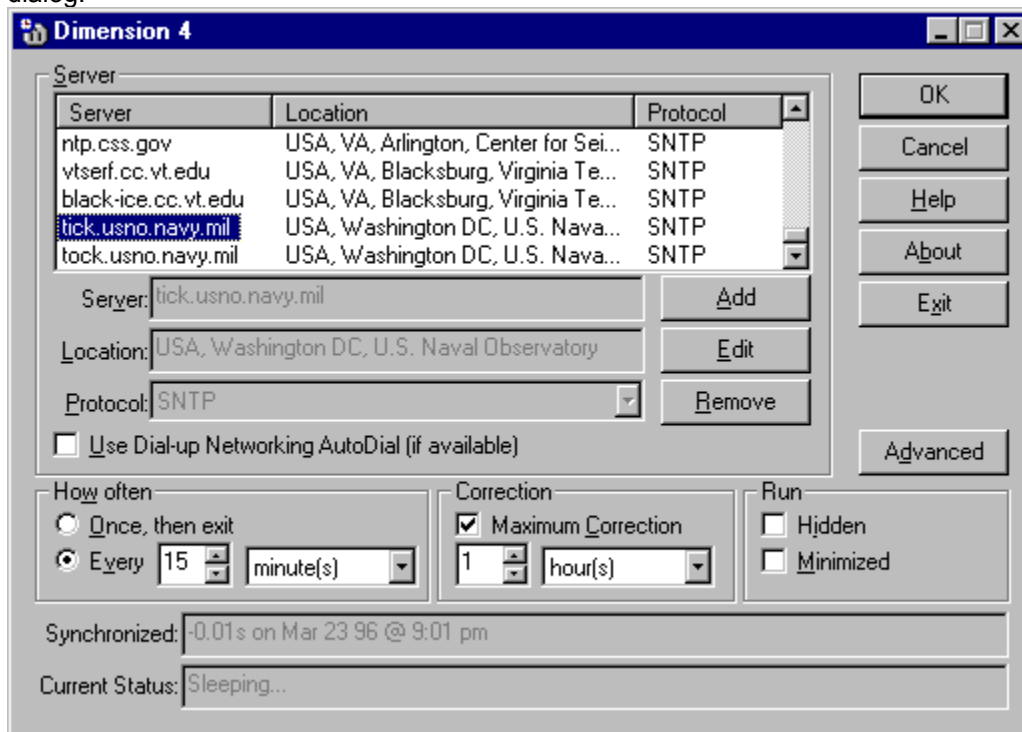 dialog.
Dimension 4
Server
Server Location Protocol
ntp.css.gov USA, VA, Arlington, Center for Sei... SNTP
vtserf.cc.vt.edu USA, VA, Blacksburg, Virginia Te... SNTP
black-ice.cc.vt.edu USA, VA, Blacksburg, Virginia Te... SNTP
tick.usno.navy.mil USA, Washington DC, U.S. Nava... SNTP
tock.usno.navy.mil USA, Washington DC, U.S. Nava... SNTP
Server: tick.usno.navy.mil
Location: USA, Washington DC, U.S. Naval Observatory
Protocol: SNTP
Use Dial-up Networking AutoDial (if available)
Add
Edit
Remove
OK
Cancel
Help
About
Exit
Advanced
How often
Once, then exit
Every 15 minute(s)
Correction
Maximum Correction
1 hour(s)
Run
Hidden
Minimized
Synchronized: -0.01s on Mar 23 96 @ 9:01 pm
Current Status: Sleeping...